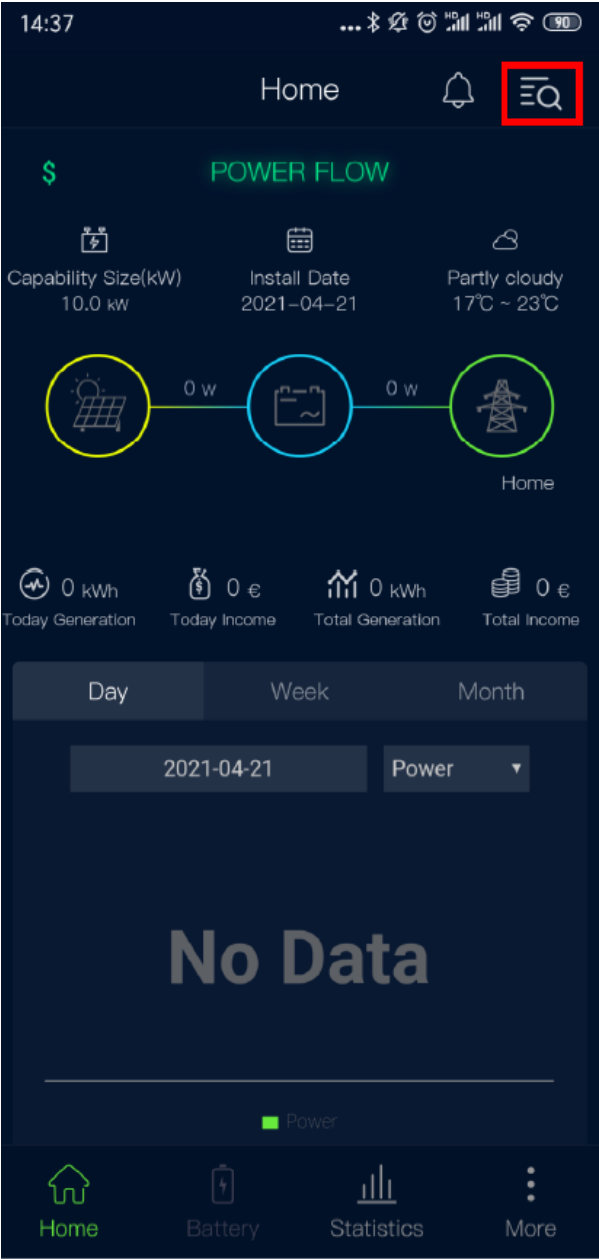 14:37
HD HD 90
Home
$ POWER FLOW
Capability Size(kW) Install Date Partly cloudy
10.0 kW 2021-04-21 17℃ ~ 23℃
0 W 0 W
Home
0 kWh $ 0 € 0 kWh 0 €
Today Generation Today Income Total Generation Total Income
Day Week Month
2021-04-21 Power
No Data
Power
Home Battery Statistics More